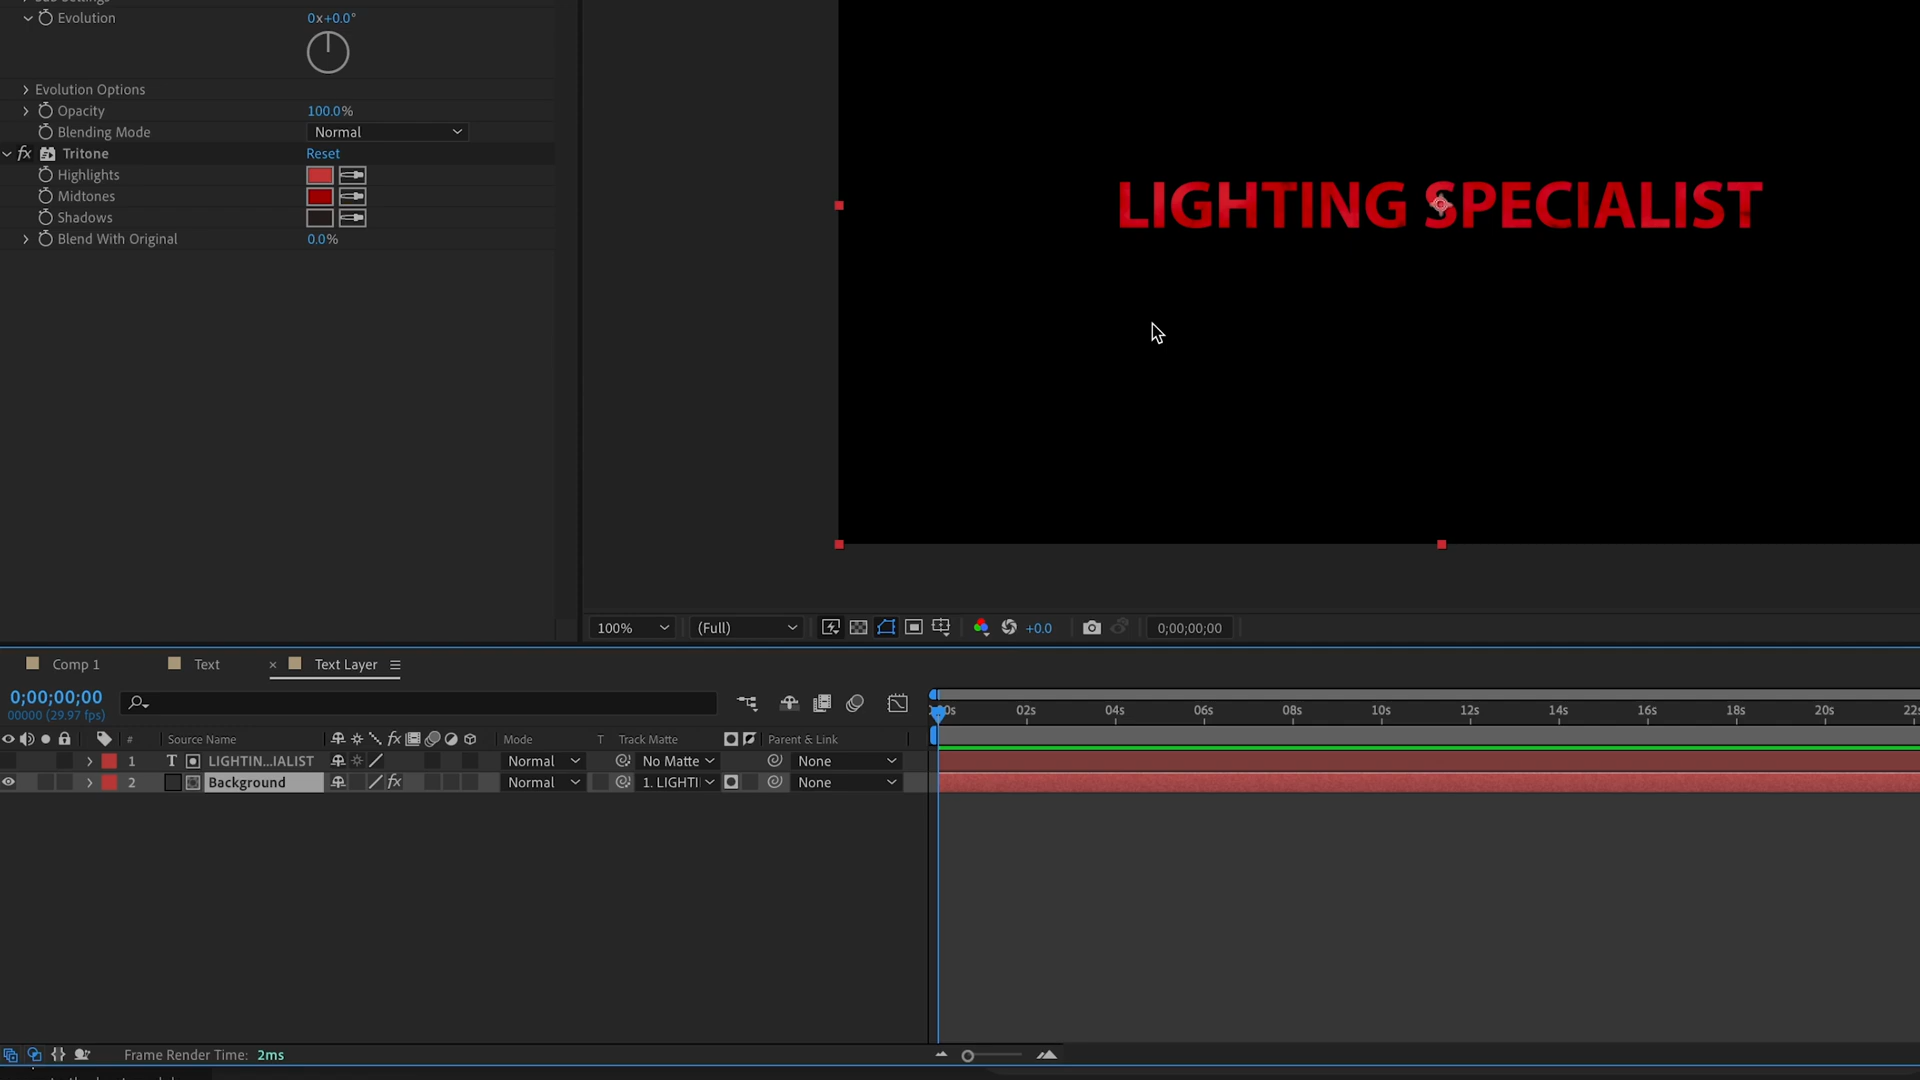 Evolution 0x+0.0°
Evolution Options
Opacity 100.0%
Blending Mode Normal
fx Tritone Reset
Highlights
Midtones
Shadows
Blend With Original 0.0%
LIGHTING SPECIALIST
100% (Full) +0.0 0;00;00;00
Comp 1 Text × Text Layer
0;00;00;00
00000 (29.97 fps)
02s 04s 06s 08s 10s 12s 14s 16s 18s 20s
# Source Name fx Mode T Track Matte Parent & Link
1 T LIGHTIN...IALIST Normal No Matte None
2 Background fx Normal 1. LIGHTI None
Frame Render Time: 2ms